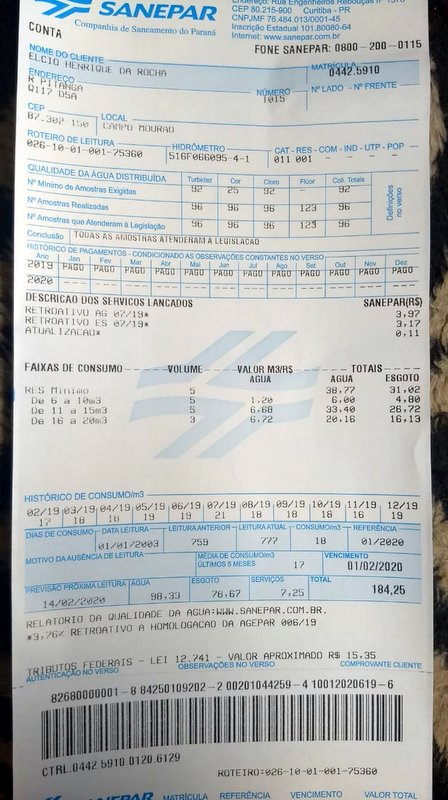 SANEPAR
Companhia de Saneamento do Paraná
Endereço: Rua Engenheiros Rebouças nº 1376
CEP 80.215-900 Curitiba - PR
CNPJMF 76.484.013/0001-45
Inscrição Estadual 101.80080-64
Internet: www.sanepar.com.br
CONTA
FONE SANEPAR: 0800-200-0115
NOME DO CLIENTE MATRÍCULA
ELCIO HENRIQUE DA ROCHA 0442.5910
ENDEREÇO NÚMERO Nº LADO - Nº FRENTE
R PITANGA
Q117 D5A 1015
CEP LOCAL
87.302-150 CAMPO MOURAO
ROTEIRO DE LEITURA HIDRÔMETRO CAT - RES - COM - IND - UTP - POP
026-10-01-001-75360 S16F066095-4-1 011 001 - - - -
QUALIDADE DA ÁGUA DISTRIBUÍDA Turbidez Cor Cloro Flúor Col. Totais
Nº Mínimo de Amostras Exigidas 92 25 92 - 92
Nº Amostras Realizadas 96 96 96 123 96
Nº Amostras que Atenderam à Legislação 96 96 96 123 96
Definições no verso
Conclusão TODAS AS AMOSTRAS ATENDERAM A LEGISLACAO
HISTÓRICO DE PAGAMENTOS - CONDICIONADO AS OBSERVAÇÕES CONSTANTES NO VERSO
Ano Jan Fev Mar Abr Mai Jun Jul Ago Set Out Nov Dez
2019 PAGO PAGO PAGO PAGO PAGO PAGO PAGO PAGO PAGO PAGO PAGO PAGO
2020
DESCRICAO DOS SERVICOS LANCADOS SANEPAR(R$)
RETROATIVO AG 07/19* 3,97
RETROATIVO ES 07/19* 3,17
ATUALIZACAO* 0,11
FAIXAS DE CONSUMO VOLUME VALOR M3/R$ TOTAIS
AGUA AGUA ESGOTO
RES Minimo 5 38,77 31,02
De 6 a 10m3 5 1,20 6,00 4,80
De 11 a 15m3 5 6,68 33,40 26,72
De 16 a 20m3 3 6,72 20,16 16,13
HISTÓRICO DE CONSUMO/m3
02/19 03/19 04/19 05/19 06/19 07/19 08/19 09/19 10/19 11/19 12/19
17 18 18 19 19 21 18 18 16 16 19
DIAS DE CONSUMO DATA LEITURA LEITURA ANTERIOR LEITURA ATUAL CONSUMO/m3 REFERÊNCIA
01/01/2003 759 777 18 01/2020
MOTIVO DA AUSÊNCIA DE LEITURA MÉDIA DE CONSUMO/m3 ÚLTIMOS 5 MESES 17 VENCIMENTO
01/02/2020
PREVISÃO PRÓXIMA LEITURA ÁGUA ESGOTO SERVIÇOS TOTAL
14/02/2020 98,33 78,67 7,25 184,25
RELATORIO DA QUALIDADE DA AGUA:WWW.SANEPAR.COM.BR.
*3,76% RETROATIVO A HOMOLOGACAO DA AGEPAR 006/19
TRIBUTOS FEDERAIS - LEI 12.741 - VALOR APROXIMADO R$ 15,35
AUTENTICAÇÃO NO VERSO OBSERVAÇÕES NO VERSO COMPROVANTE CLIENTE
82680000001-8 84250109202-2 00201044259-4 10012020619-6
CTRL.0442 5910 0120.6129
ROTEIRO:026-10-01-001-75360
SANEPAR MATRÍCULA REFERÊNCIA VENCIMENTO VALOR TOTAL